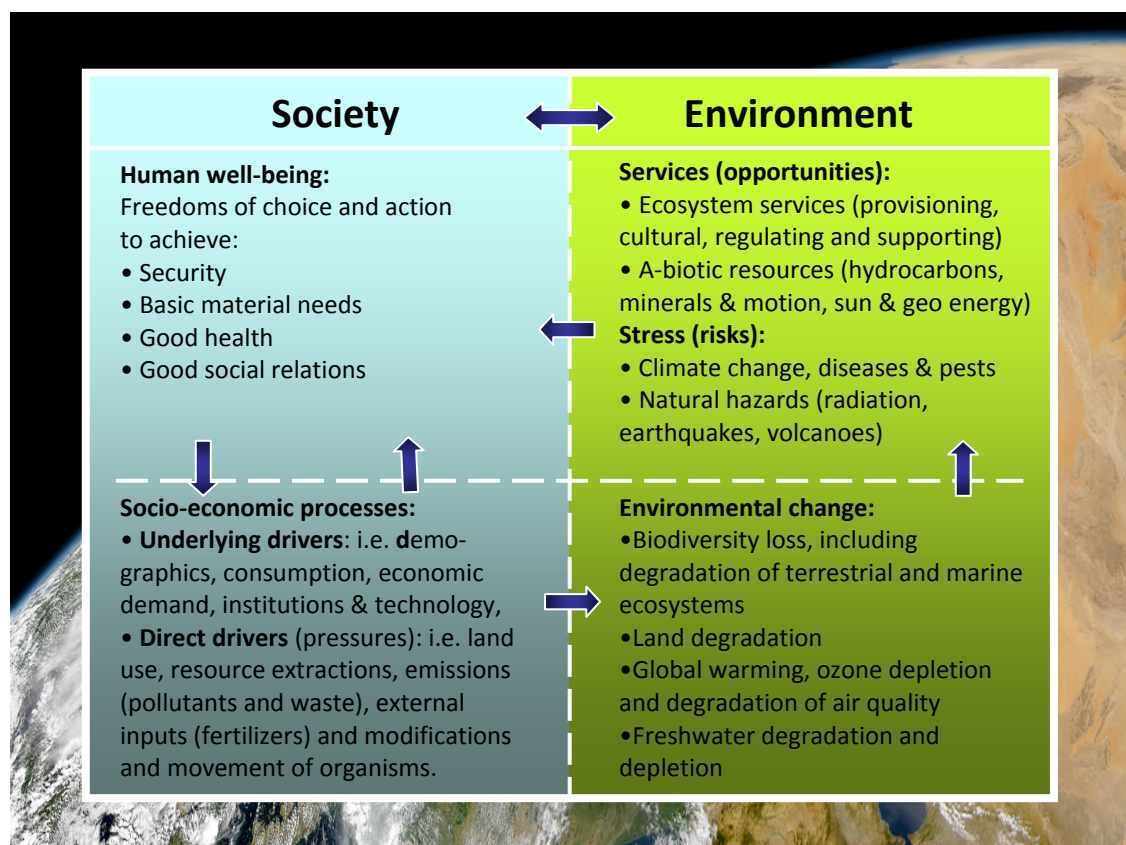 Society
Environment
Human well-being:
Freedoms of choice and action
to achieve:
• Security
• Basic material needs
• Good health
• Good social relations
Services (opportunities):
• Ecosystem services (provisioning,
cultural, regulating and supporting)
• A-biotic resources (hydrocarbons,
minerals & motion, sun & geo energy)
Stress (risks):
• Climate change, diseases & pests
• Natural hazards (radiation,
earthquakes, volcanoes)
Socio-economic processes:
• Underlying drivers: i.e. demo-
graphics, consumption, economic
demand, institutions & technology,
• Direct drivers (pressures): i.e. land
use, resource extractions, emissions
(pollutants and waste), external
inputs (fertilizers) and modifications
and movement of organisms.
Environmental change:
•Biodiversity loss, including
degradation of terrestrial and marine
ecosystems
•Land degradation
•Global warming, ozone depletion
and degradation of air quality
•Freshwater degradation and
depletion